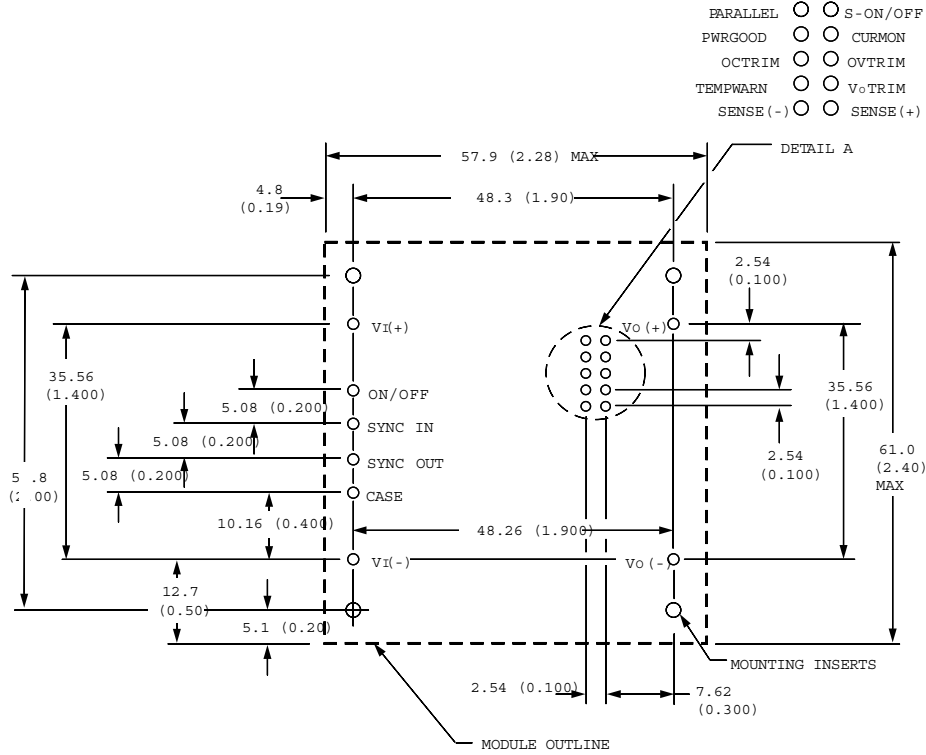 PARALLEL S-ON/OFF
PWRGOOD CURMON
OCTRIM OVTRIM
TEMPWARN VoTRIM
SENSE(-) SENSE(+)
DETAIL A
57.9 (2.28) MAX
4.8
(0.19)
48.3 (1.90)
2.54
(0.100)
VI(+)
VO(+)
35.56
(1.400)
ON/OFF
5.08 (0.200)
35.56
(1.400)
SYNC IN
5.08 (0.200)
SYNC OUT
5.08 (0.200)
2.54
(0.100)
61.0
(2.40)
MAX
CASE
10.16 (0.400)
48.26 (1.900)
VI(-)
VO(-)
12.7
(0.50)
5.1 (0.20)
MOUNTING INSERTS
2.54 (0.100)
7.62
(0.300)
MODULE OUTLINE